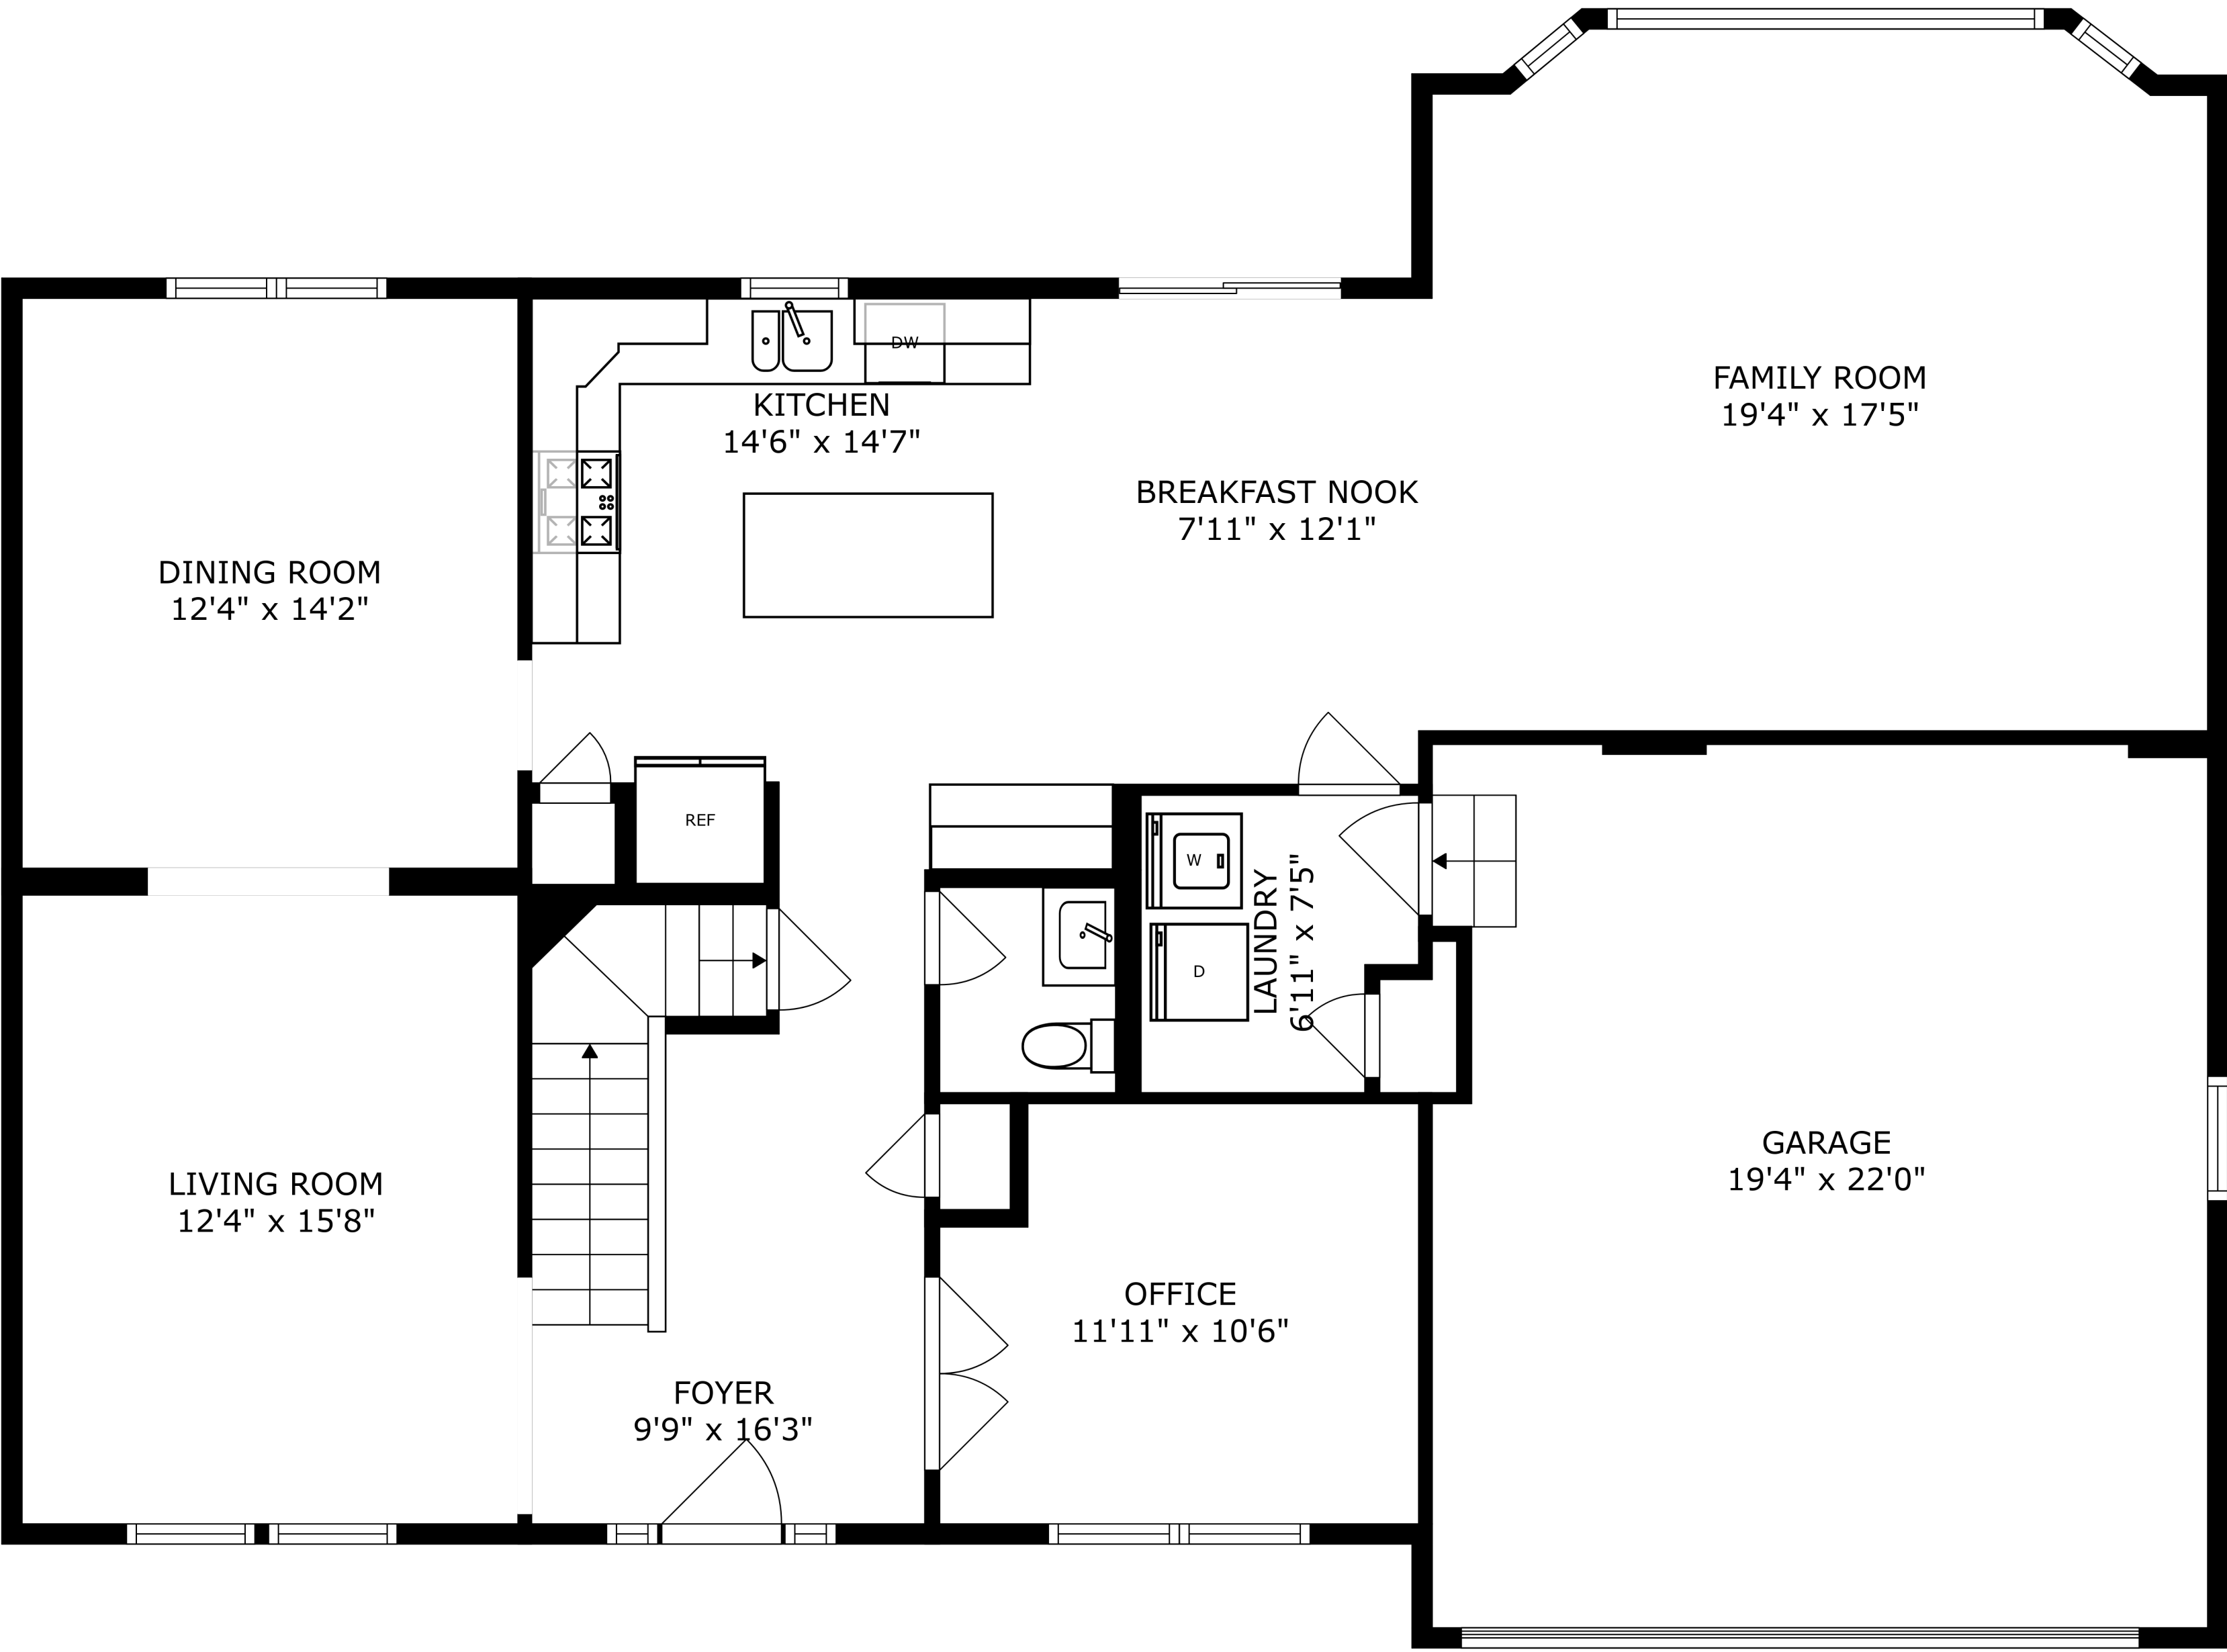 FAMILY ROOM
19'4" x 17'5"
DW
KITCHEN
14'6" x 14'7"
BREAKFAST NOOK
7'11" x 12'1"
DINING ROOM
12'4" x 14'2"
REF
W
D
LAUNDRY
6'11" x 7'5"
GARAGE
19'4" x 22'0"
LIVING ROOM
12'4" x 15'8"
OFFICE
11'11" x 10'6"
FOYER
9'9" x 16'3"